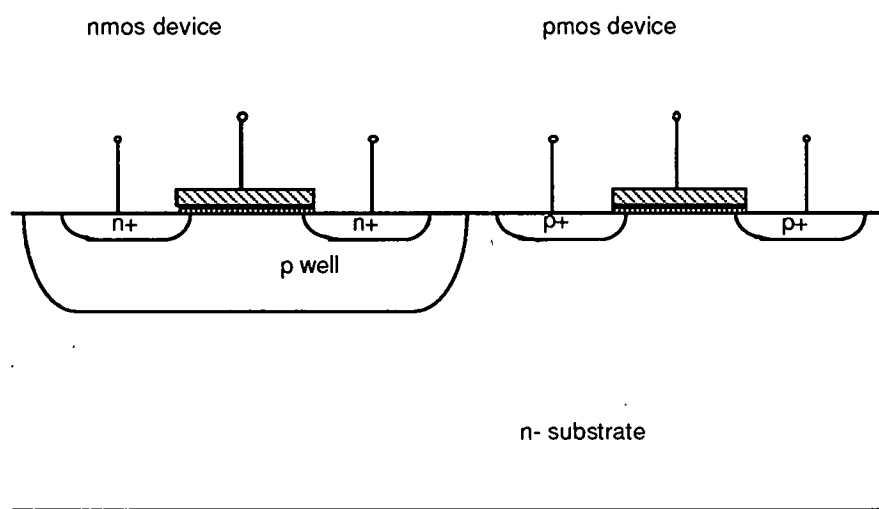 nmos device
pmos device
n+
n+
p+
p+
p well
n- substrate